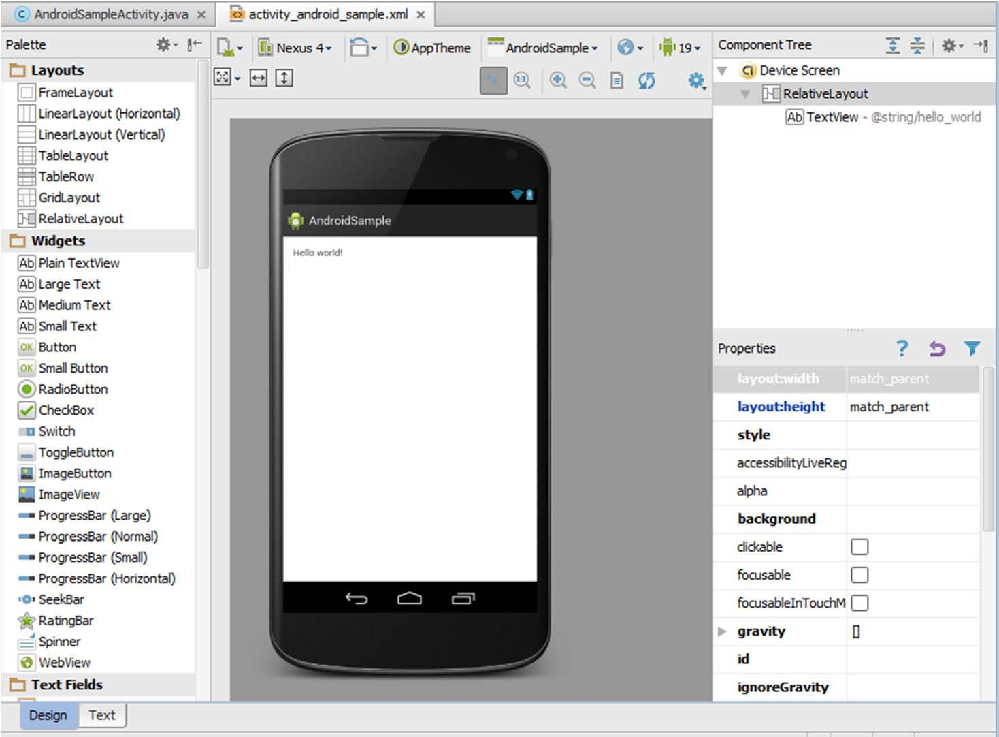 AndroidSampleActivity.java
activity_android_sample.xml
Palette
Layouts
FrameLayout
LinearLayout (Horizontal)
LinearLayout (Vertical)
TableLayout
TableRow
GridLayout
RelativeLayout
Widgets
Ab Plain TextView
Ab Large Text
Ab Medium Text
Ab Small Text
OK Button
OK Small Button
RadioButton
CheckBox
Switch
ToggleButton
ImageButton
ImageView
ProgressBar (Large)
ProgressBar (Normal)
ProgressBar (Small)
ProgressBar (Horizontal)
SeekBar
RatingBar
Spinner
WebView
Text Fields
Design
Text
Nexus 4
AppTheme
AndroidSample
19
1:1
AndroidSample
Hello world!
Component Tree
Device Screen
RelativeLayout
Ab TextView - @string/hello_world
Properties
?
layout:width match_parent
layout:height match_parent
style
accessibilityLiveReg
alpha
background
clickable
focusable
focusableInTouchM
gravity []
id
ignoreGravity